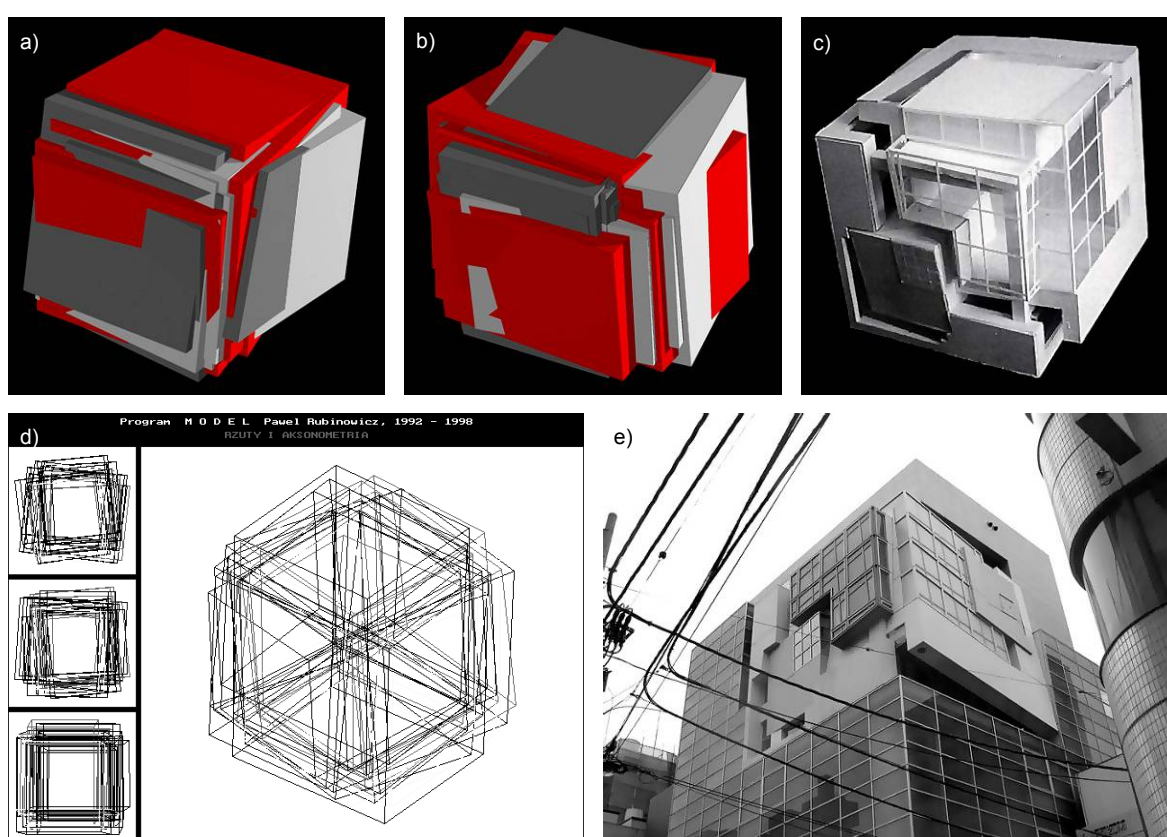 a)
b)
c)
d)
Program M O D E L Pawel Rubinowicz, 1992 - 1998
RZUTY I AKSONOMETRIA
e)